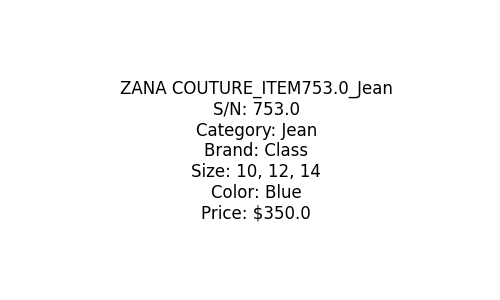 ZANA COUTURE_ITEM753.0_Jean
S/N: 753.0
Category: Jean
Brand: Class
Size: 10, 12, 14
Color: Blue
Price: $350.0